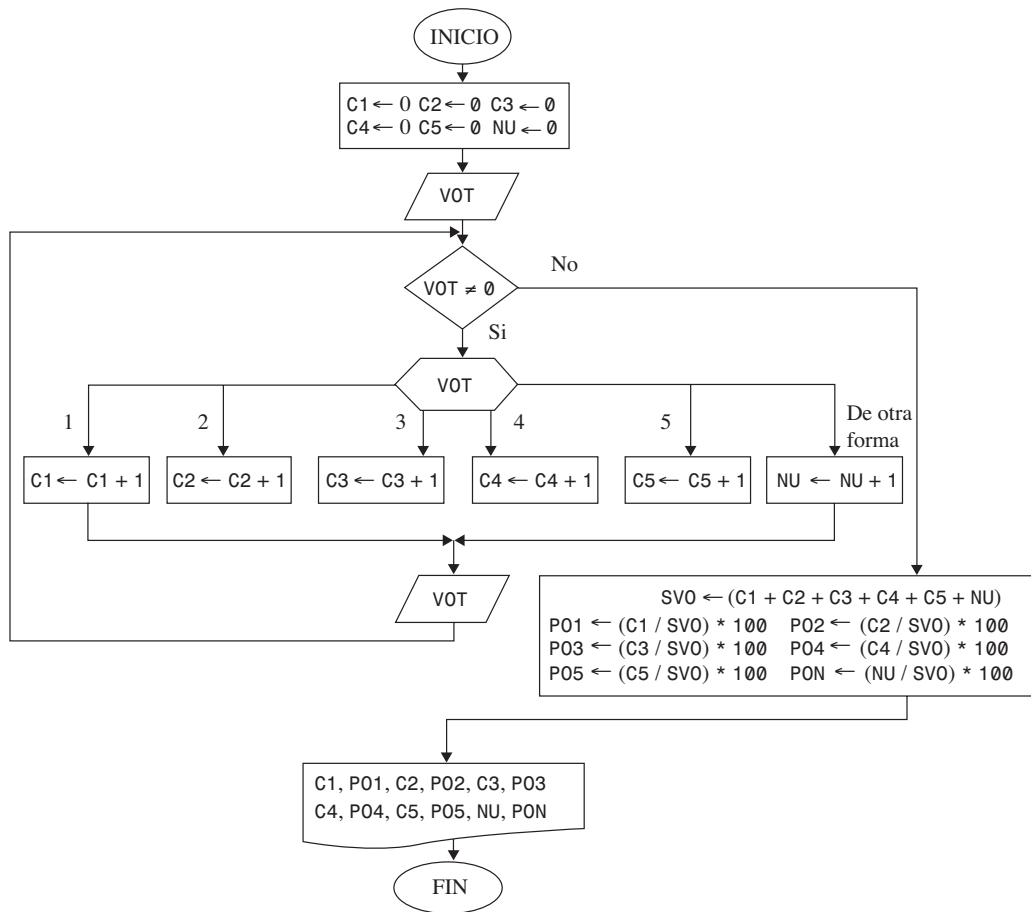 INICIO
C1 ← 0 C2 ← 0 C3 ← 0
C4 ← 0 C5 ← 0 NU ← 0
VOT
VOT ≠ 0
No
Si
VOT
1
2
3
4
5
De otra
forma
C1 ← C1 + 1
C2 ← C2 + 1
C3 ← C3 + 1
C4 ← C4 + 1
C5 ← C5 + 1
NU ← NU + 1
VOT
SVO ← (C1 + C2 + C3 + C4 + C5 + NU)
PO1 ← (C1 / SVO) * 100 PO2 ← (C2 / SVO) * 100
PO3 ← (C3 / SVO) * 100 PO4 ← (C4 / SVO) * 100
PO5 ← (C5 / SVO) * 100 PON ← (NU / SVO) * 100
C1, PO1, C2, PO2, C3, PO3
C4, PO4, C5, PO5, NU, PON
FIN